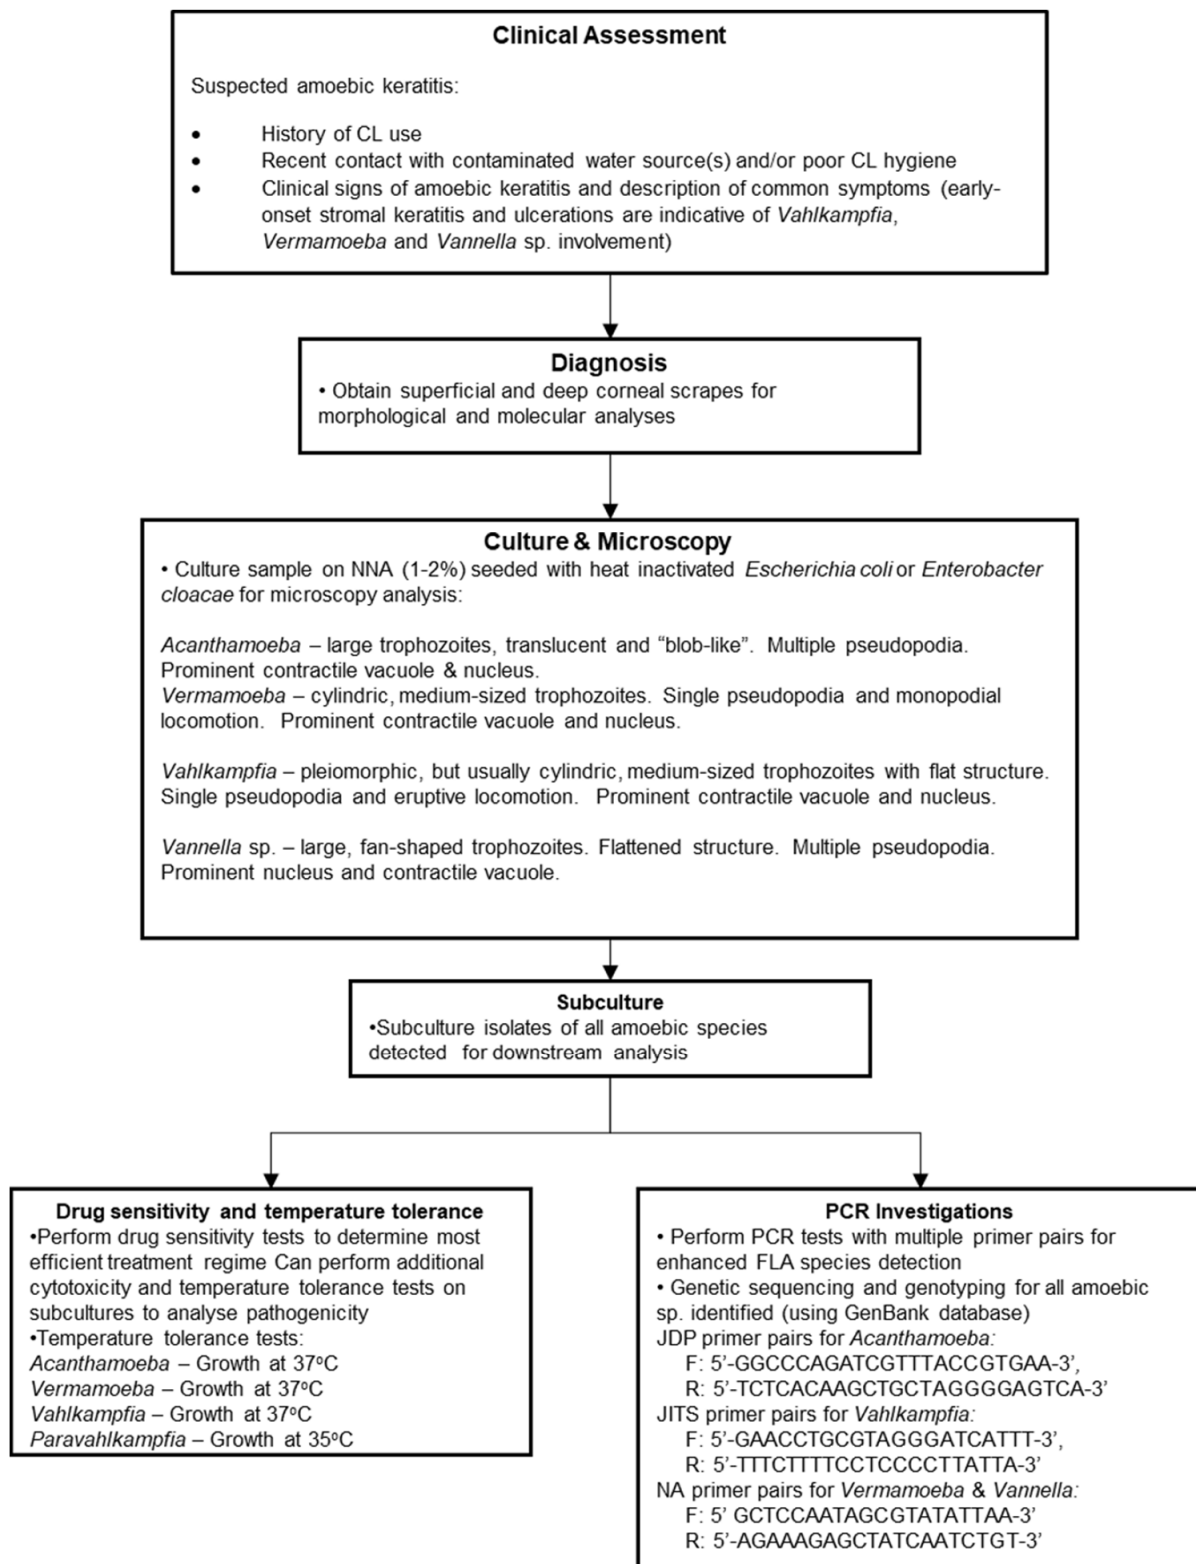 Clinical Assessment
Suspected amoebic keratitis:
• History of CL use
• Recent contact with contaminated water source(s) and/or poor CL hygiene
• Clinical signs of amoebic keratitis and description of common symptoms (early-
onset stromal keratitis and ulcerations are indicative of Vahlkampfia,
Vermamoeba and Vannella sp. involvement)
Diagnosis
• Obtain superficial and deep corneal scrapes for
morphological and molecular analyses
Culture & Microscopy
• Culture sample on NNA (1-2%) seeded with heat inactivated Escherichia coli or Enterobacter
cloacae for microscopy analysis:
Acanthamoeba – large trophozoites, translucent and “blob-like”. Multiple pseudopodia.
Prominent contractile vacuole & nucleus.
Vermamoeba – cylindric, medium-sized trophozoites. Single pseudopodia and monopodial
locomotion. Prominent contractile vacuole and nucleus.
Vahlkampfia – pleiomorphic, but usually cylindric, medium-sized trophozoites with flat structure.
Single pseudopodia and eruptive locomotion. Prominent contractile vacuole and nucleus.
Vannella sp. – large, fan-shaped trophozoites. Flattened structure. Multiple pseudopodia.
Prominent nucleus and contractile vacuole.
Subculture
•Subculture isolates of all amoebic species
detected for downstream analysis
Drug sensitivity and temperature tolerance
•Perform drug sensitivity tests to determine most
efficient treatment regime Can perform additional
cytotoxicity and temperature tolerance tests on
subcultures to analyse pathogenicity
•Temperature tolerance tests:
Acanthamoeba – Growth at 37ºC
Vermamoeba – Growth at 37ºC
Vahlkampfia – Growth at 37ºC
Paravahlkampfia – Growth at 35ºC
PCR Investigations
• Perform PCR tests with multiple primer pairs for
enhanced FLA species detection
• Genetic sequencing and genotyping for all amoebic
sp. identified (using GenBank database)
JDP primer pairs for Acanthamoeba:
F: 5’-GGCCCAGATCGTTTACCGTGAA-3’,
R: 5’-TCTCACAAGCTGCTAGGGGAGTCA-3’
JITS primer pairs for Vahlkampfia:
F: 5’-GAACCTGCGTAGGGATCATTT-3’,
R: 5’-TTTCTTTTCCTCCCCTTATTA-3’
NA primer pairs for Vermamoeba & Vannella:
F: 5’ GCTCCAATAGCGTATATTAA-3’
R: 5’-AGAAAGAGCTATCAATCTGT-3’